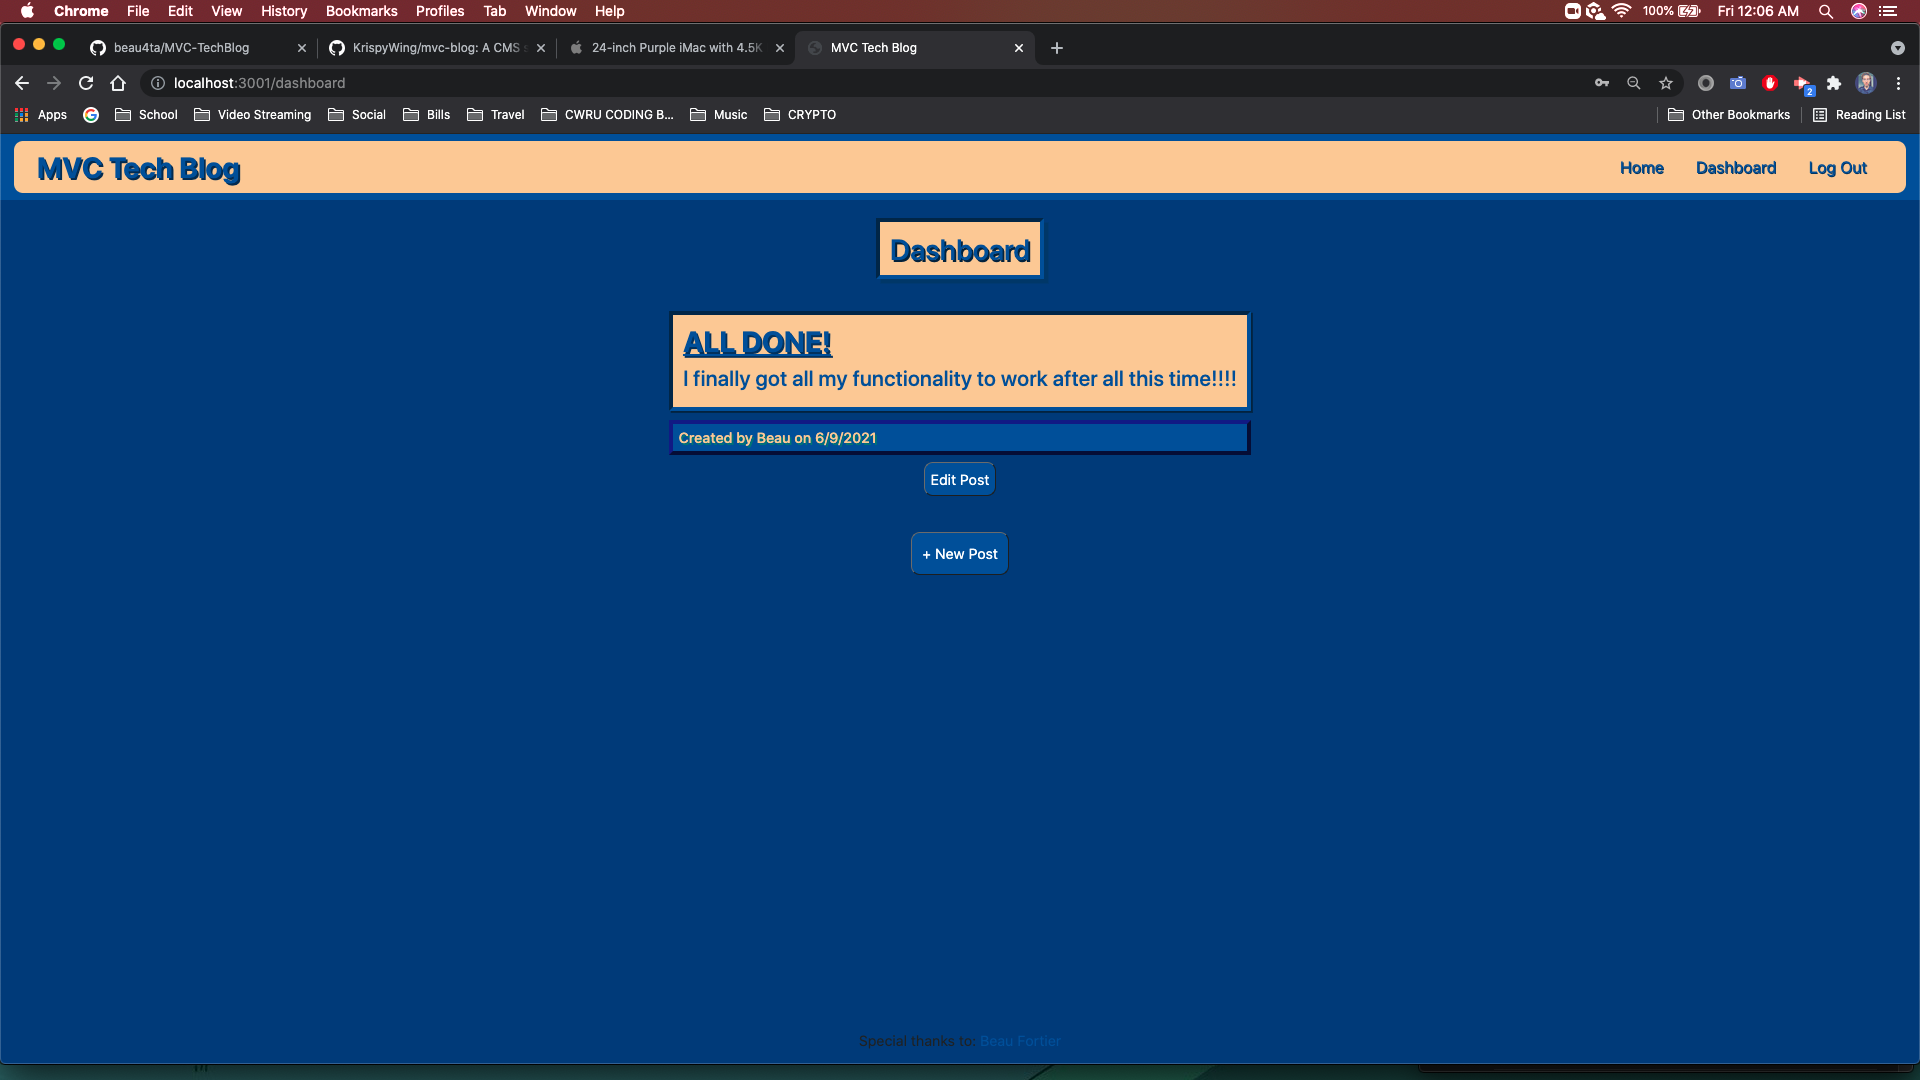 Chrome File Edit View History Bookmarks Profiles Tab Window Help 100% Fri 12:06 AM
beau4ta/MVC-TechBlog KrispyWing/mvc-blog: A CMS s 24-inch Purple iMac with 4.5K MVC Tech Blog
localhost:3001/dashboard 2
Apps School Video Streaming Social Bills Travel CWRU CODING B... Music CRYPTO Other Bookmarks Reading List
MVC Tech Blog Home Dashboard Log Out
Dashboard
ALL DONE!
I finally got all my functionality to work after all this time!!!!
Created by Beau on 6/9/2021
Edit Post
+ New Post
Special thanks to: Beau Fortier